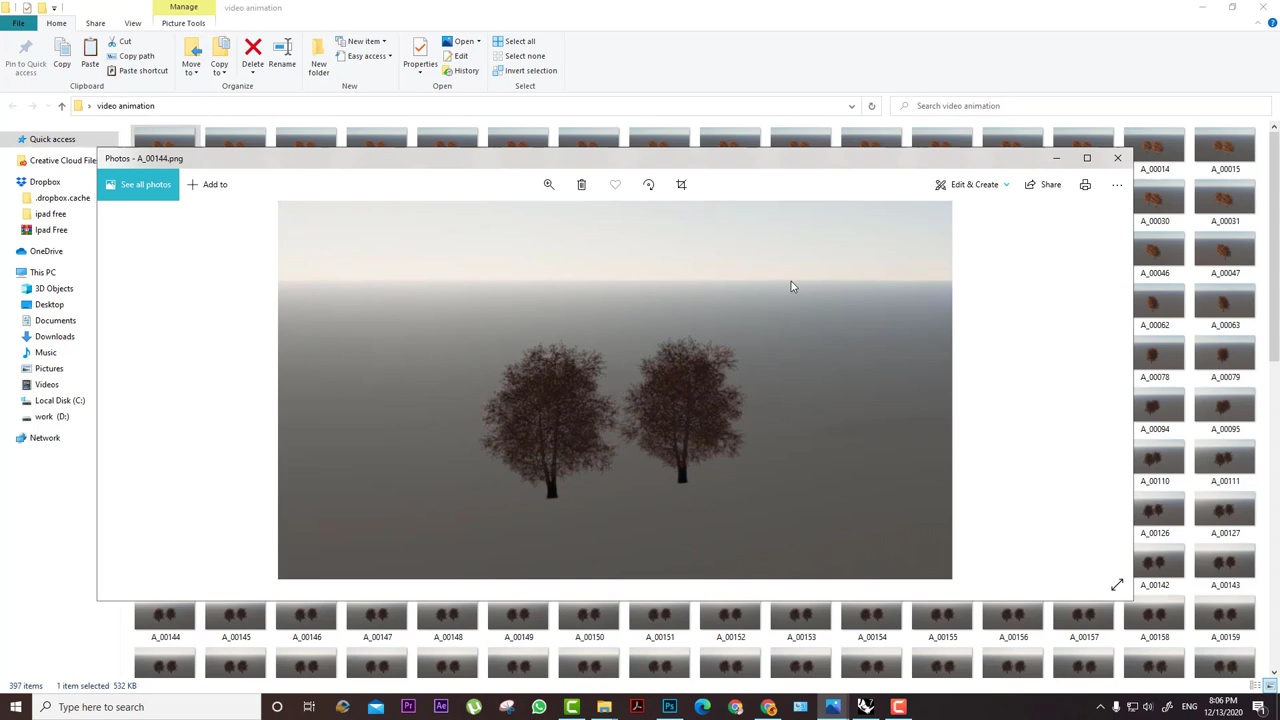 Manage
video animation
File
Home
Share
View
Picture Tools
Pin to Quick access
Copy
Paste
Cut
Copy path
Paste shortcut
Move to
Copy to
Delete
Rename
New folder
New item
Easy access
Properties
Open
Edit
History
Select all
Select none
Invert selection
Clipboard
Organize
New
Open
Select
video animation
Search video animation
Quick access
Creative Cloud File
Dropbox
.dropbox.cache
ipad free
Ipad Free
OneDrive
This PC
3D Objects
Desktop
Documents
Downloads
Music
Pictures
Videos
Local Disk (C:)
work (D:)
Network
Photos - A_00144.png
See all photos
Add to
Edit & Create
Share
A_00014 A_00015
A_00030 A_00031
A_00046 A_00047
A_00062 A_00063
A_00078 A_00079
A_00094 A_00095
A_00110 A_00111
A_00126 A_00127
A_00142 A_00143
A_00144 A_00145 A_00146 A_00147 A_00148 A_00149 A_00150 A_00151 A_00152 A_00153 A_00154 A_00155 A_00156 A_00157 A_00158 A_00159
397 items 1 item selected 532 KB
Type here to search
Pr
Ae
Ps
8:06 PM
12/13/2020